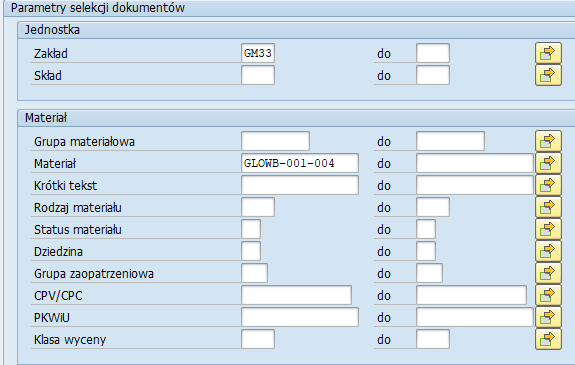 Parametry selekcji dokumentów
Jednostka
Zakład GM33 do
Skład do
Materiał
Grupa materiałowa do
Materiał GLOWB-001-004 do
Krótki tekst do
Rodzaj materiału do
Status materiału do
Dziedzina do
Grupa zaopatrzeniowa do
CPV/CPC do
PKWiU do
Klasa wyceny do